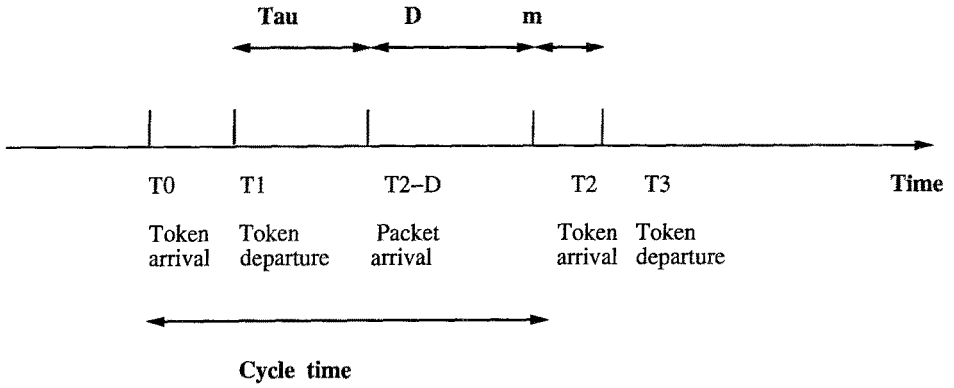 Tau D m
T0 T1 T2–D T2 T3 Time
Token Token Packet Token Token
arrival departure arrival arrival departure
Cycle time